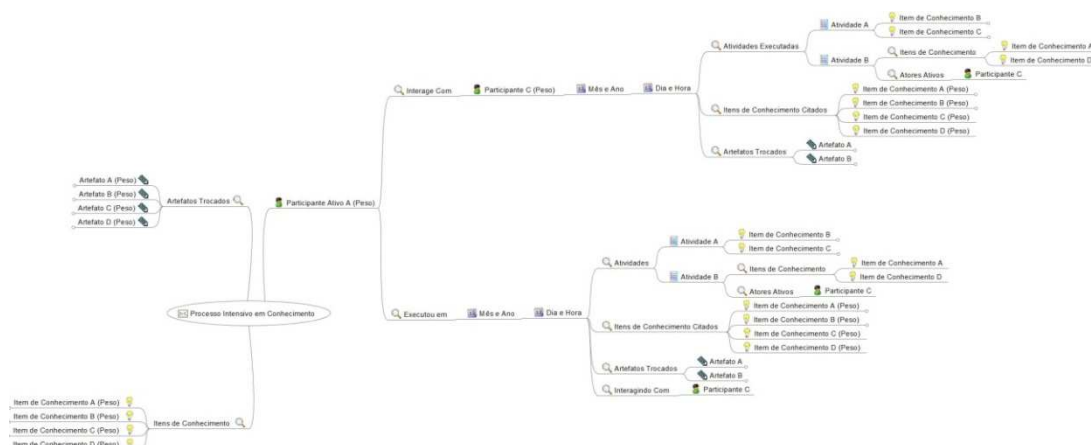 Processo Intensivo em Conhecimento
Artefatos Trocados
Artefato A (Peso)
Artefato B (Peso)
Artefato C (Peso)
Artefato D (Peso)
Itens de Conhecimento
Item de Conhecimento A (Peso)
Item de Conhecimento B (Peso)
Item de Conhecimento C (Peso)
Item de Conhecimento D (Peso)
Participante Ativo A (Peso)
Interage Com
Participante C (Peso)
Mês e Ano
Dia e Hora
Atividades Executadas
Atividade A
Item de Conhecimento B
Item de Conhecimento C
Atividade B
Itens de Conhecimento
Item de Conhecimento A
Item de Conhecimento D
Atores Ativos
Participante C
Itens de Conhecimento Citados
Item de Conhecimento A (Peso)
Item de Conhecimento B (Peso)
Item de Conhecimento C (Peso)
Item de Conhecimento D (Peso)
Artefatos Trocados
Artefato A
Artefato B
Executou em
Mês e Ano
Dia e Hora
Atividades
Atividade A
Item de Conhecimento B
Item de Conhecimento C
Atividade B
Itens de Conhecimento
Item de Conhecimento A
Item de Conhecimento D
Atores Ativos
Participante C
Itens de Conhecimento Citados
Item de Conhecimento A (Peso)
Item de Conhecimento B (Peso)
Item de Conhecimento C (Peso)
Item de Conhecimento D (Peso)
Artefatos Trocados
Artefato A
Artefato B
Interagindo Com
Participante C